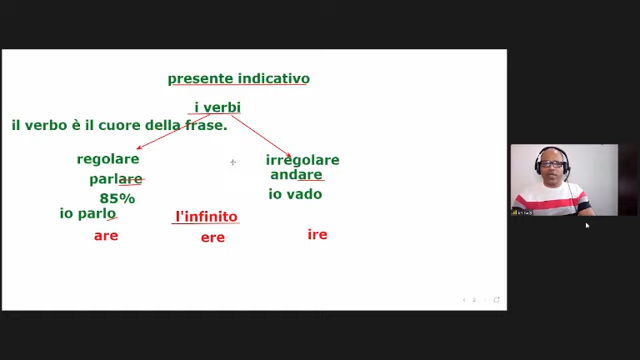 presente indicativo
i verbi
il verbo è il cuore della frase.
regolare
irregolare
parlare
andare
85%
io vado
io parlo
l'infinito
are
ere
ire